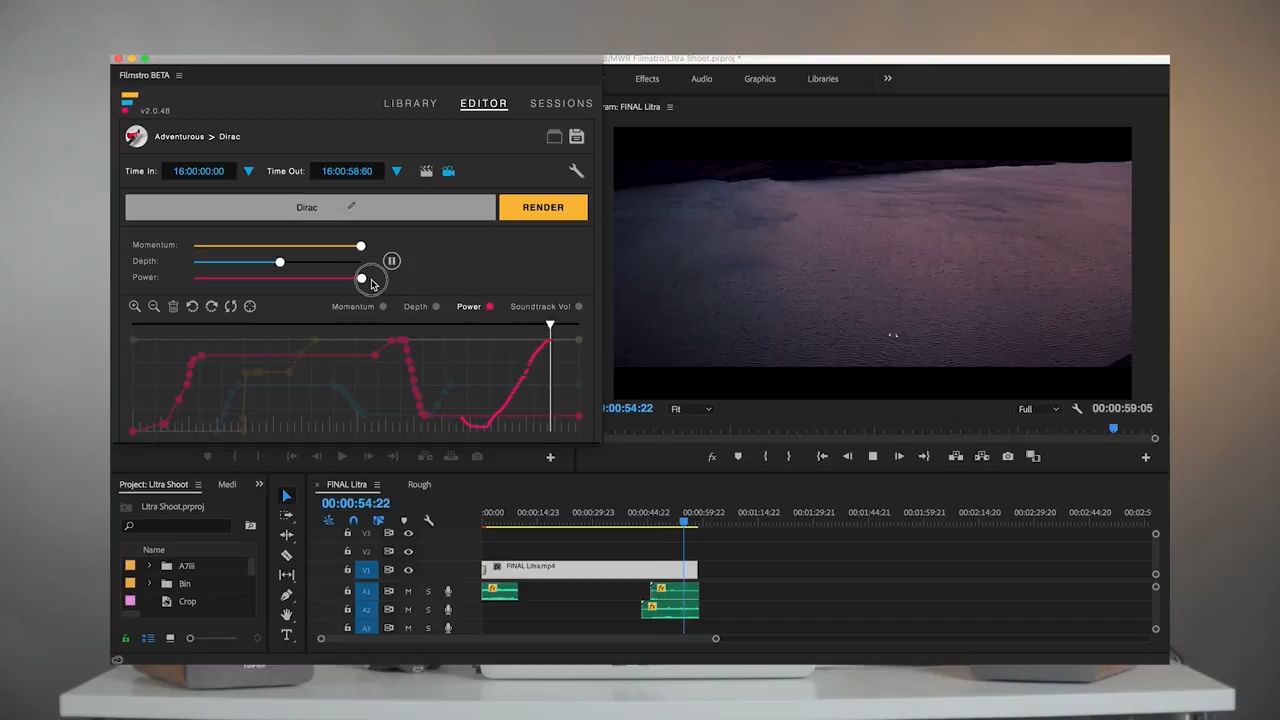 d/MWR Filmstro/Litra Shoot.prproj *
Filmstro BETA
v2.0.48
LIBRARY EDITOR SESSIONS
Effects Audio Graphics Libraries »
ram: FINAL Litra
Adventurous > Dirac
Time In: 16:00:00:00 Time Out: 16:00:58:60
Dirac RENDER
Momentum:
Depth:
Power:
Momentum Depth Power Soundtrack Vol
0:00:54:22 Fit Full 00:00:59:05
fx
Project: Litra Shoot Medi »
Litra Shoot.prproj
Name
A7iii
Bin
Crop
× FINAL Litra Rough
00:00:54:22
:00:00 00:00:14:23 00:00:29:23 00:00:44:22 00:00:59:22 00:01:14:22 00:01:29:21 00:01:44:21 00:01:59:21 00:02:14:20 00:02:29:20 00:02:44:20 00:02:5
V3
V2
V1 fx FINAL Litra.mp4
A1 M S fx
A2 M S fx
A3 M S
T